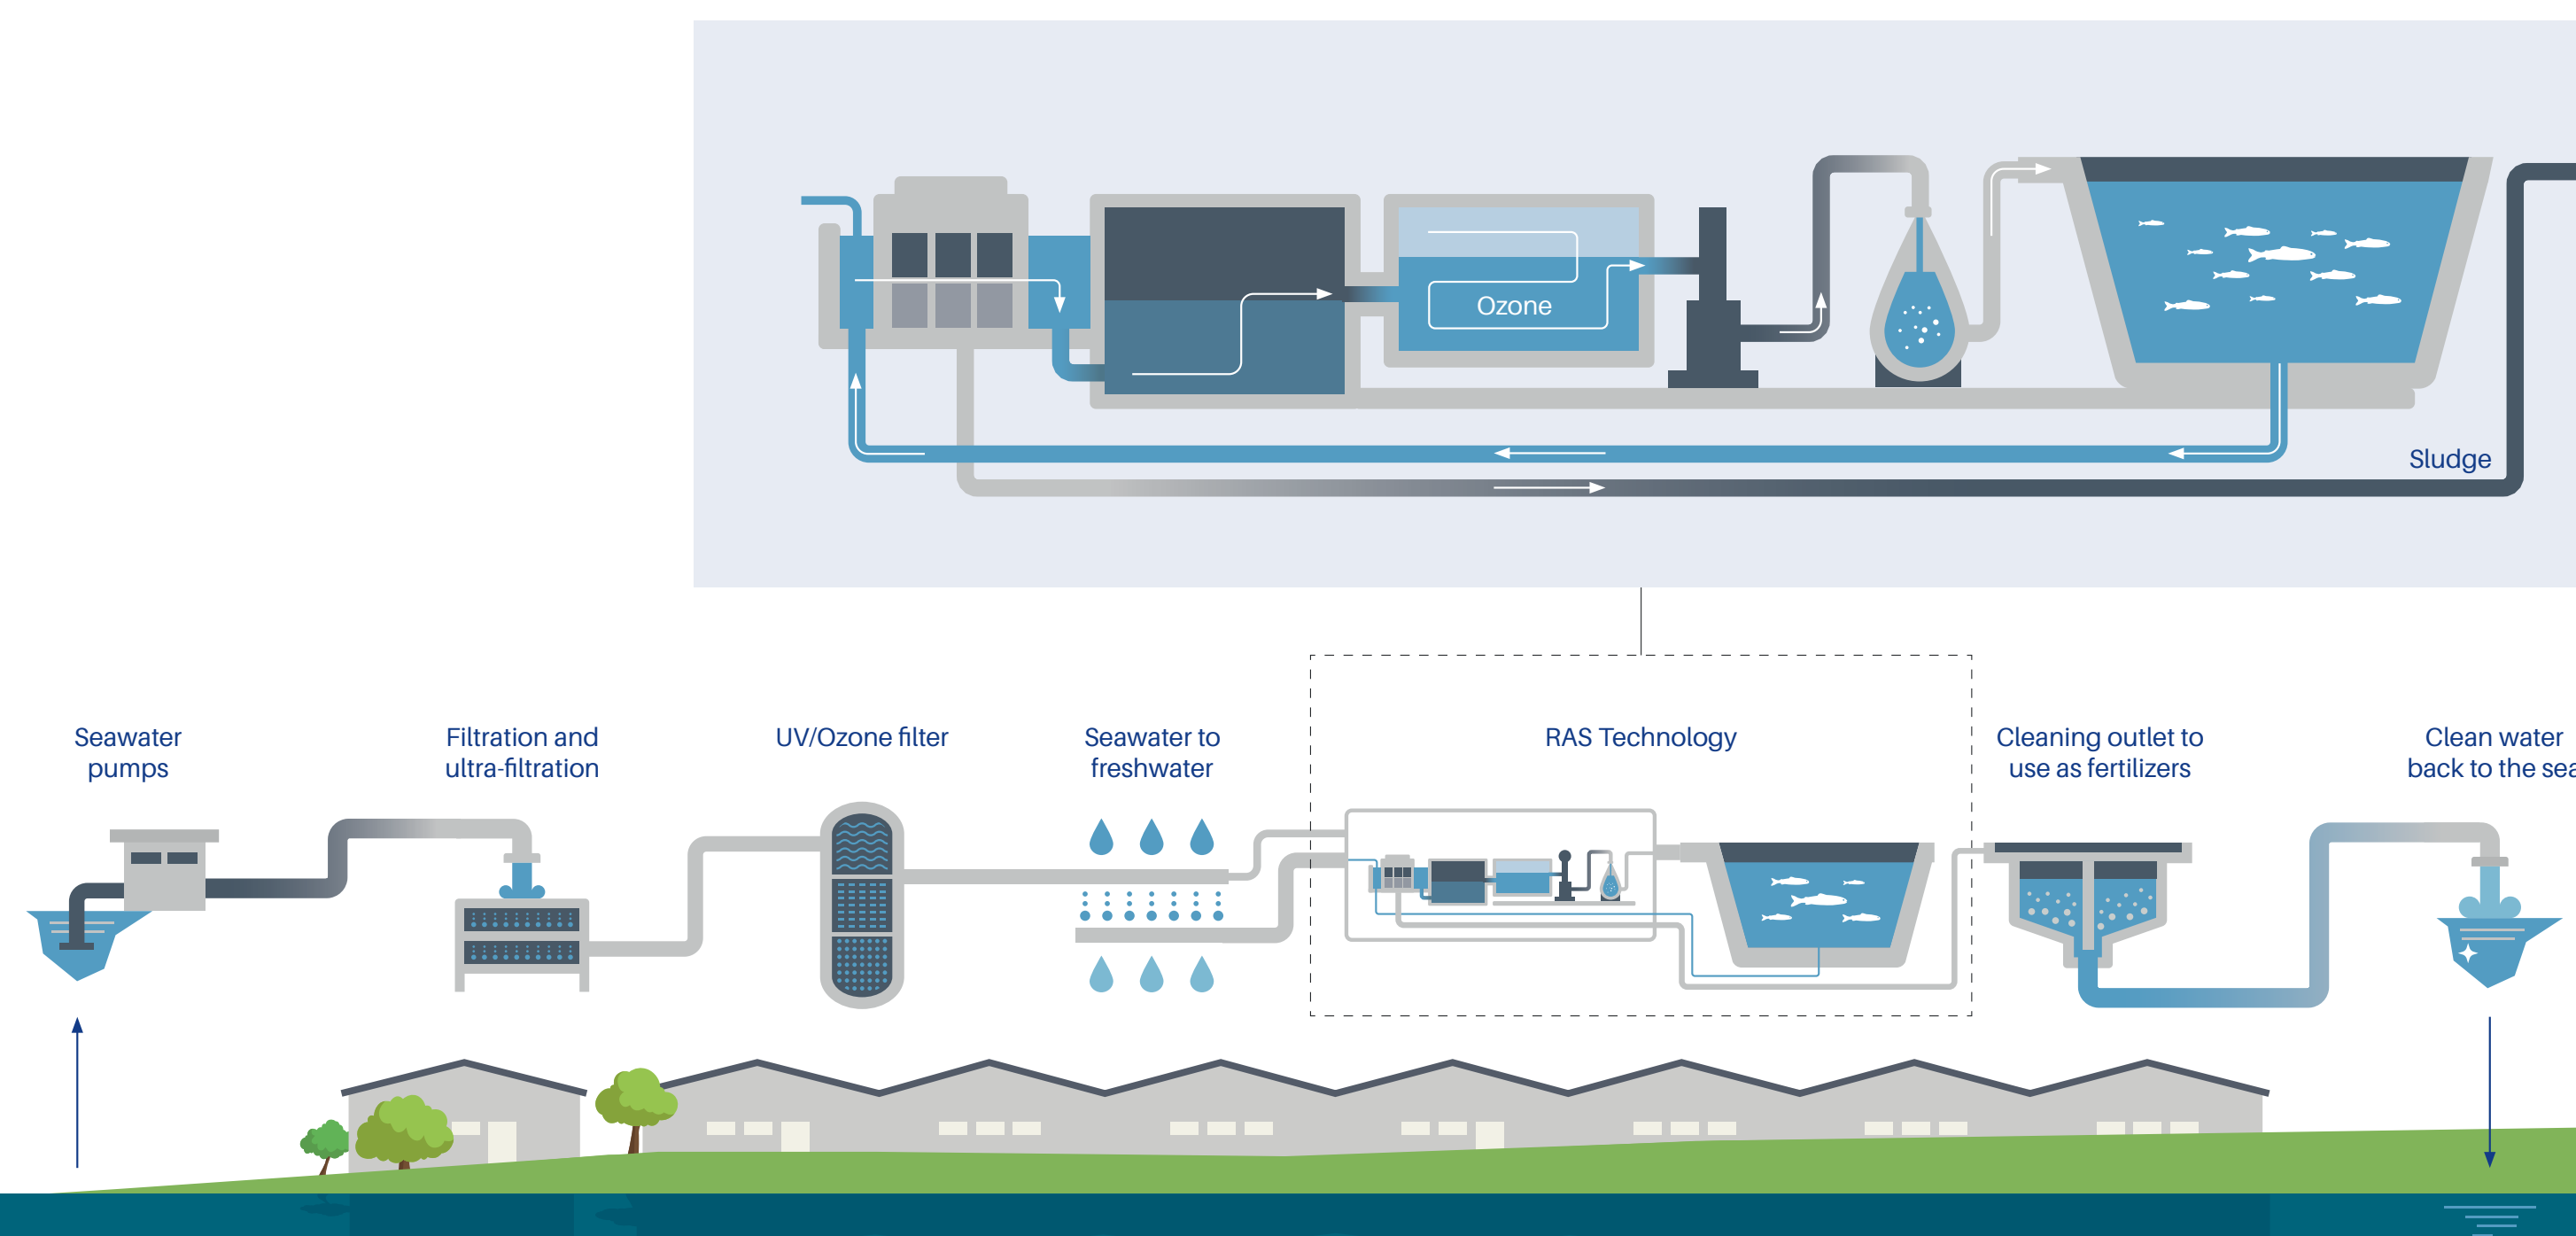 Ozone
Sludge
Seawater
pumps
Filtration and
ultra-filtration
UV/Ozone filter
Seawater to
freshwater
RAS Technology
Cleaning outlet to
use as fertilizers
Clean water
back to the sea